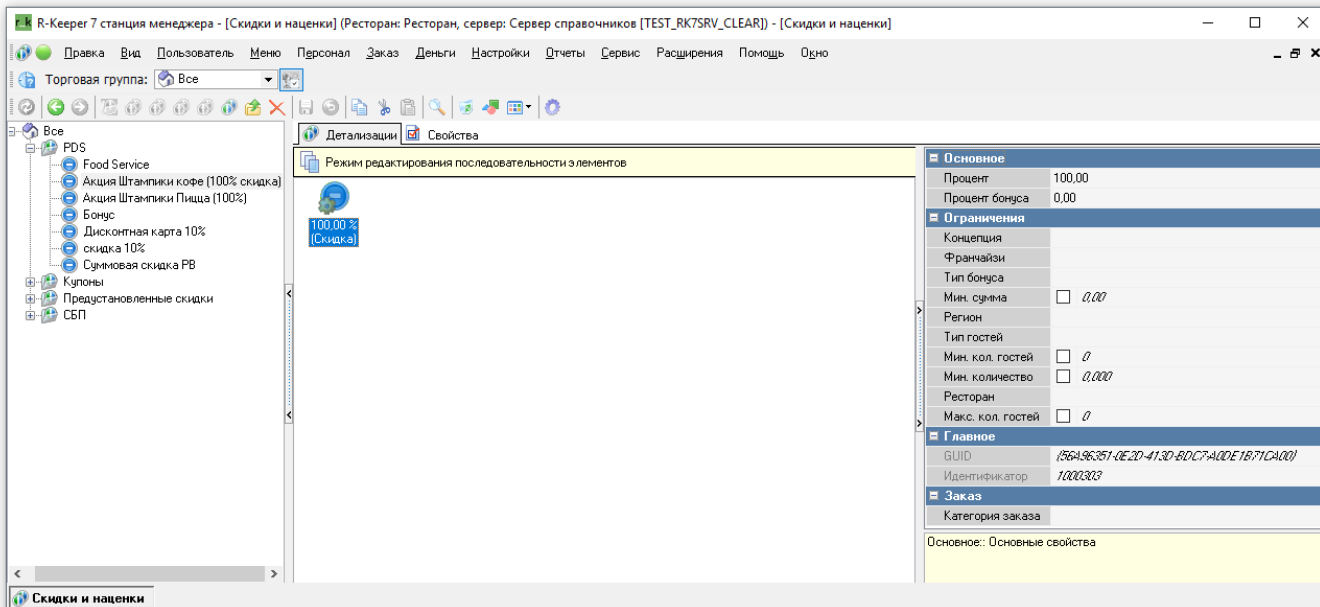 r_k R-Keeper 7 станция менеджера - [Скидки и наценки] (Ресторан: Ресторан, сервер: Сервер справочников [TEST_RK7SRV_CLEAR]) - [Скидки и наценки]
Правка Вид Пользователь Меню Персонал Заказ Деньги Настройки Отчеты Сервис Расширения Помощь Окно
Торговая группа: Все
Все
PDS
Food Service
Акция Штампики кофе (100% скидка)
Акция Штампики Пицца (100%)
Бонус
Дисконтная карта 10%
скидка 10%
Суммовая скидка РВ
Купоны
Предустановленные скидки
СБП
Детализации Свойства
Режим редактирования последовательности элементов
100,00 %
(Скидка)
Основное
Процент 100,00
Процент бонуса 0,00
Ограничения
Концепция
Франчайзи
Тип бонуса
Мин. сумма 0,00
Регион
Тип гостей
Мин. кол. гостей 0
Мин. количество 0,000
Ресторан
Макс. кол. гостей 0
Главное
GUID {56A96351-0E2D-413D-BDC7-A0DE1B71CA00}
Идентификатор 1000303
Заказ
Категория заказа
Основное:: Основные свойства
Скидки и наценки